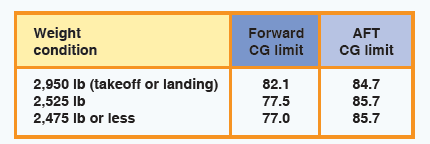 Weight condition Forward CG limit AFT CG limit
2,950 lb (takeoff or landing) 82.1 84.7
2,525 lb 77.5 85.7
2,475 lb or less 77.0 85.7